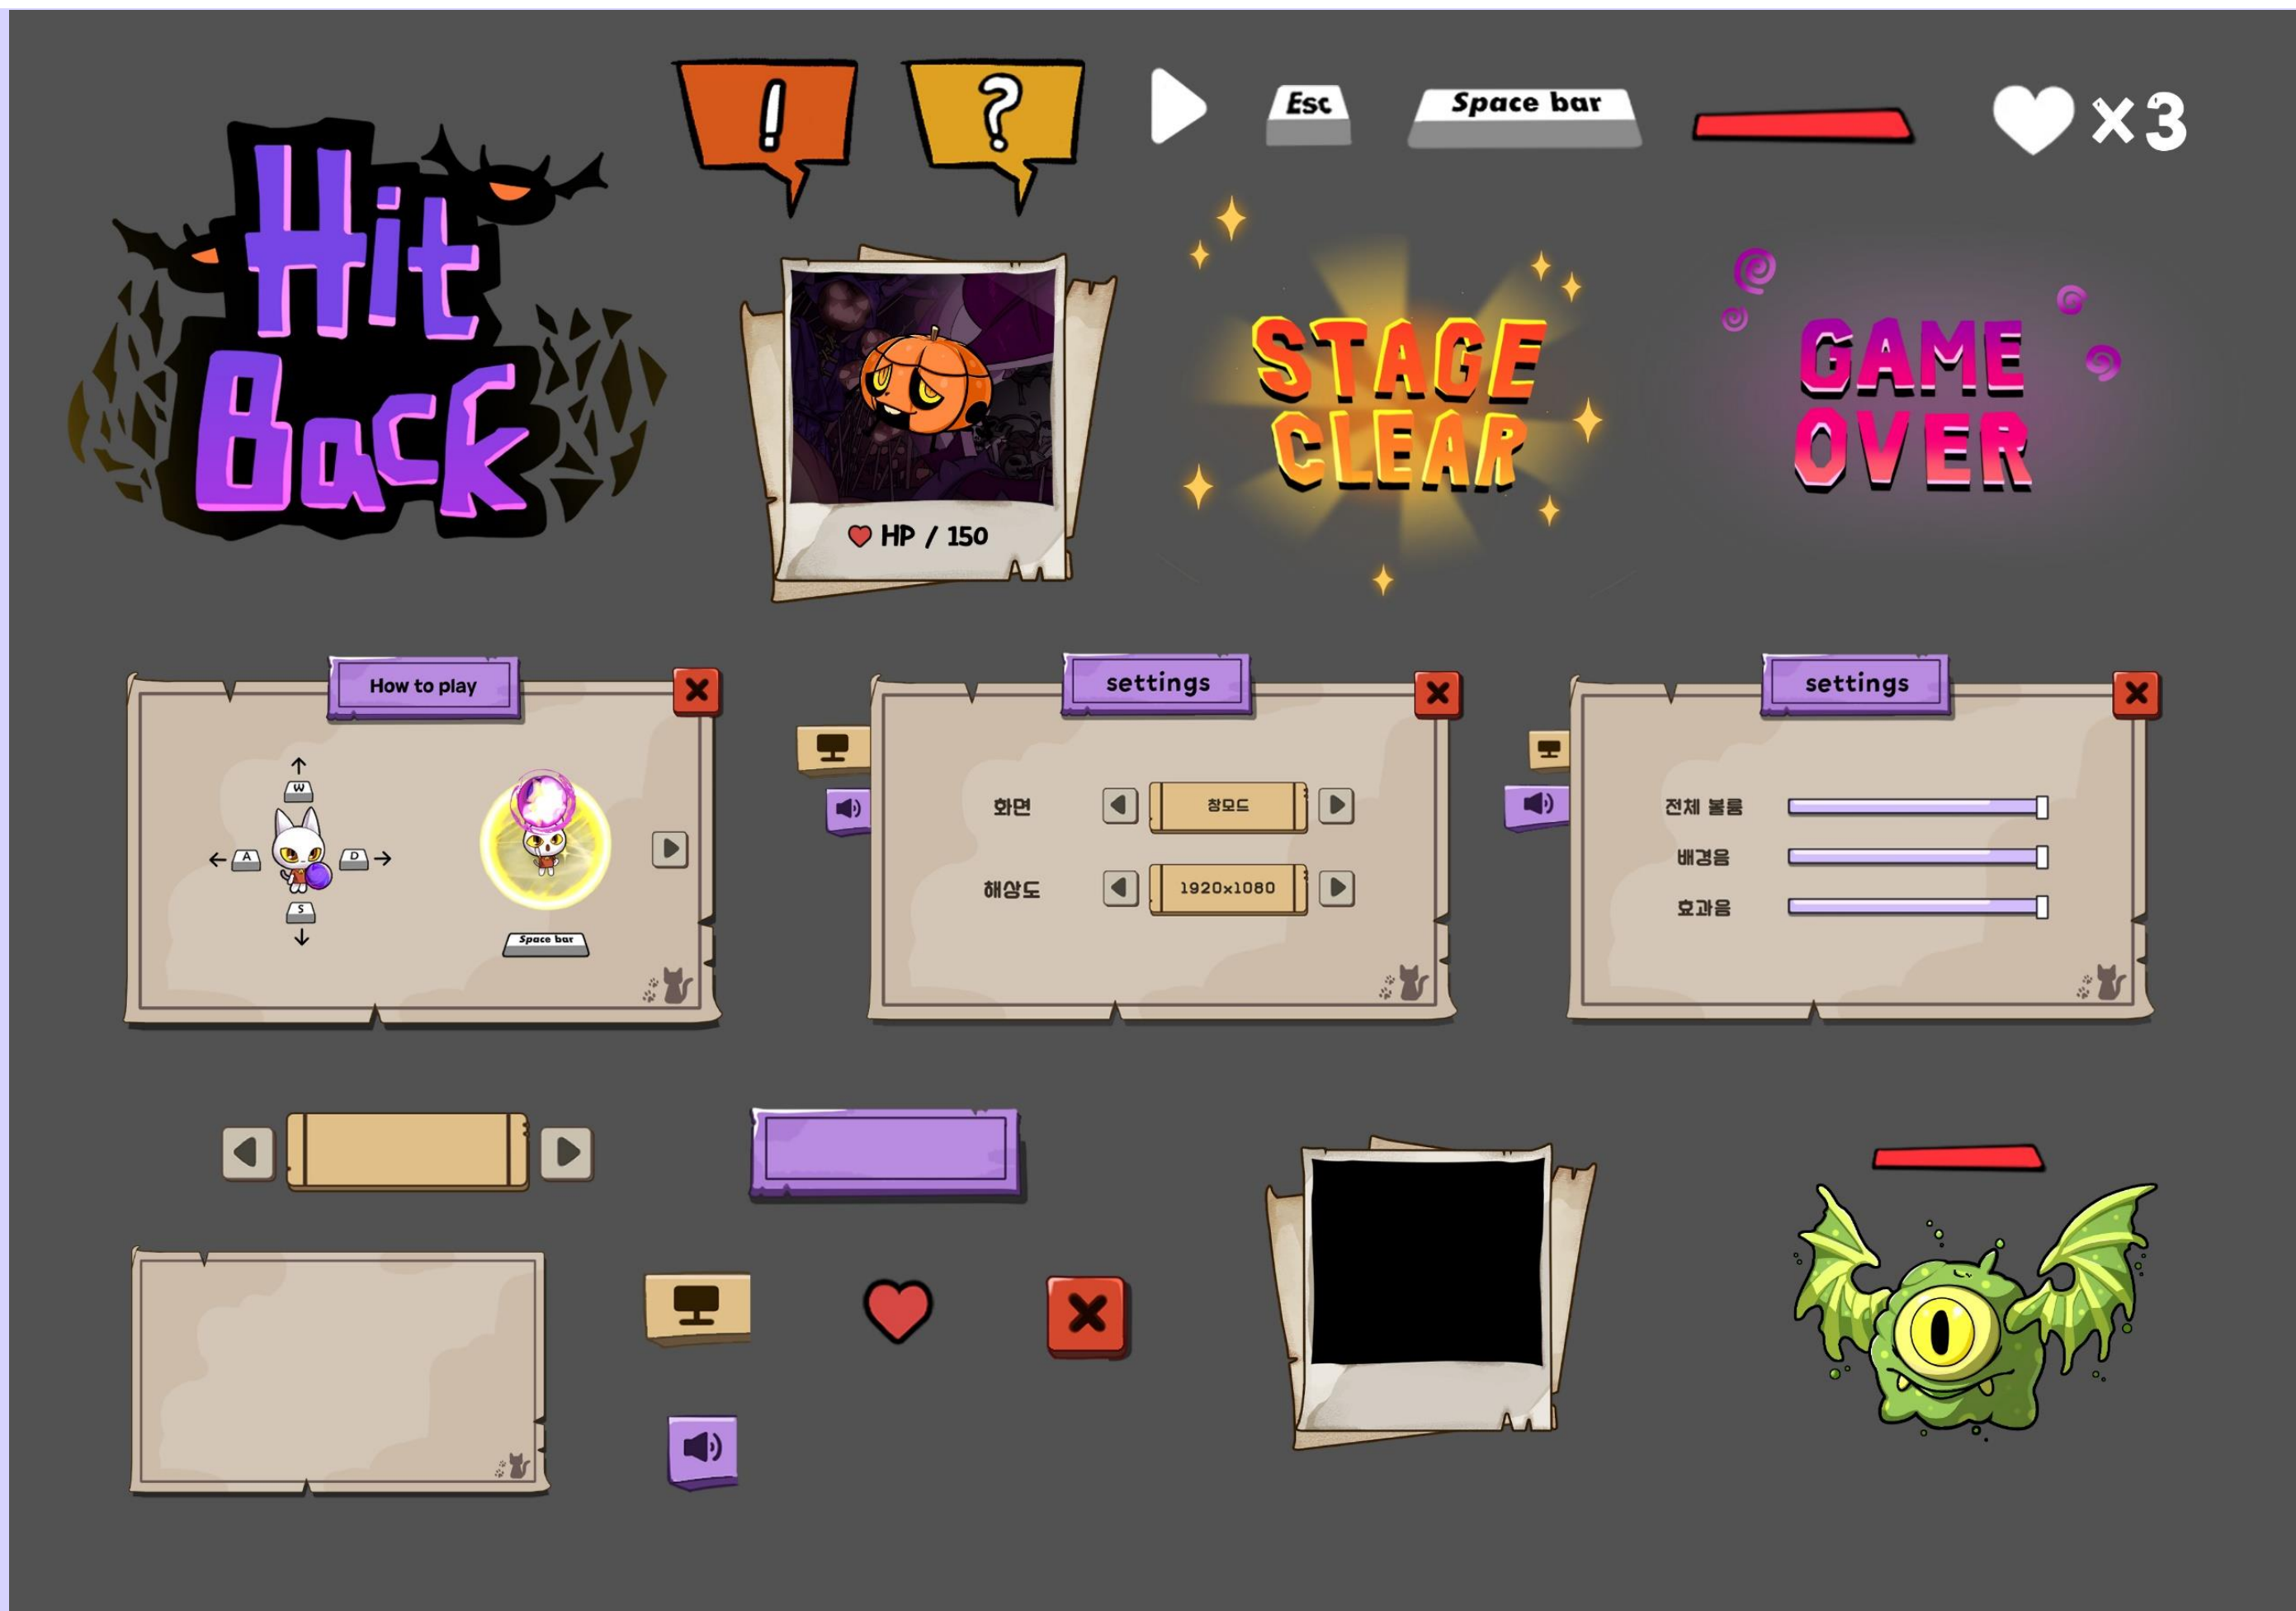 Hit
Back
!
?
Esc
Space bar
×3
HP / 150
STAGE
CLEAR
GAME
OVER
How to play
W
A
D
S
Space bar
settings
화면
창모드
해상도
1920x1080
settings
전체 볼륨
배경음
효과음